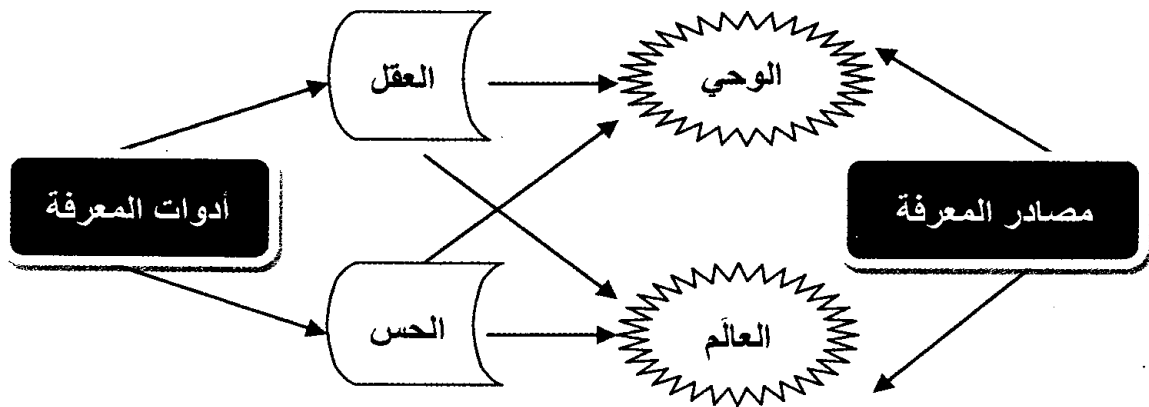 الوحي
العقل
مصادر المعرفة
أدوات المعرفة
العالَم
الحس